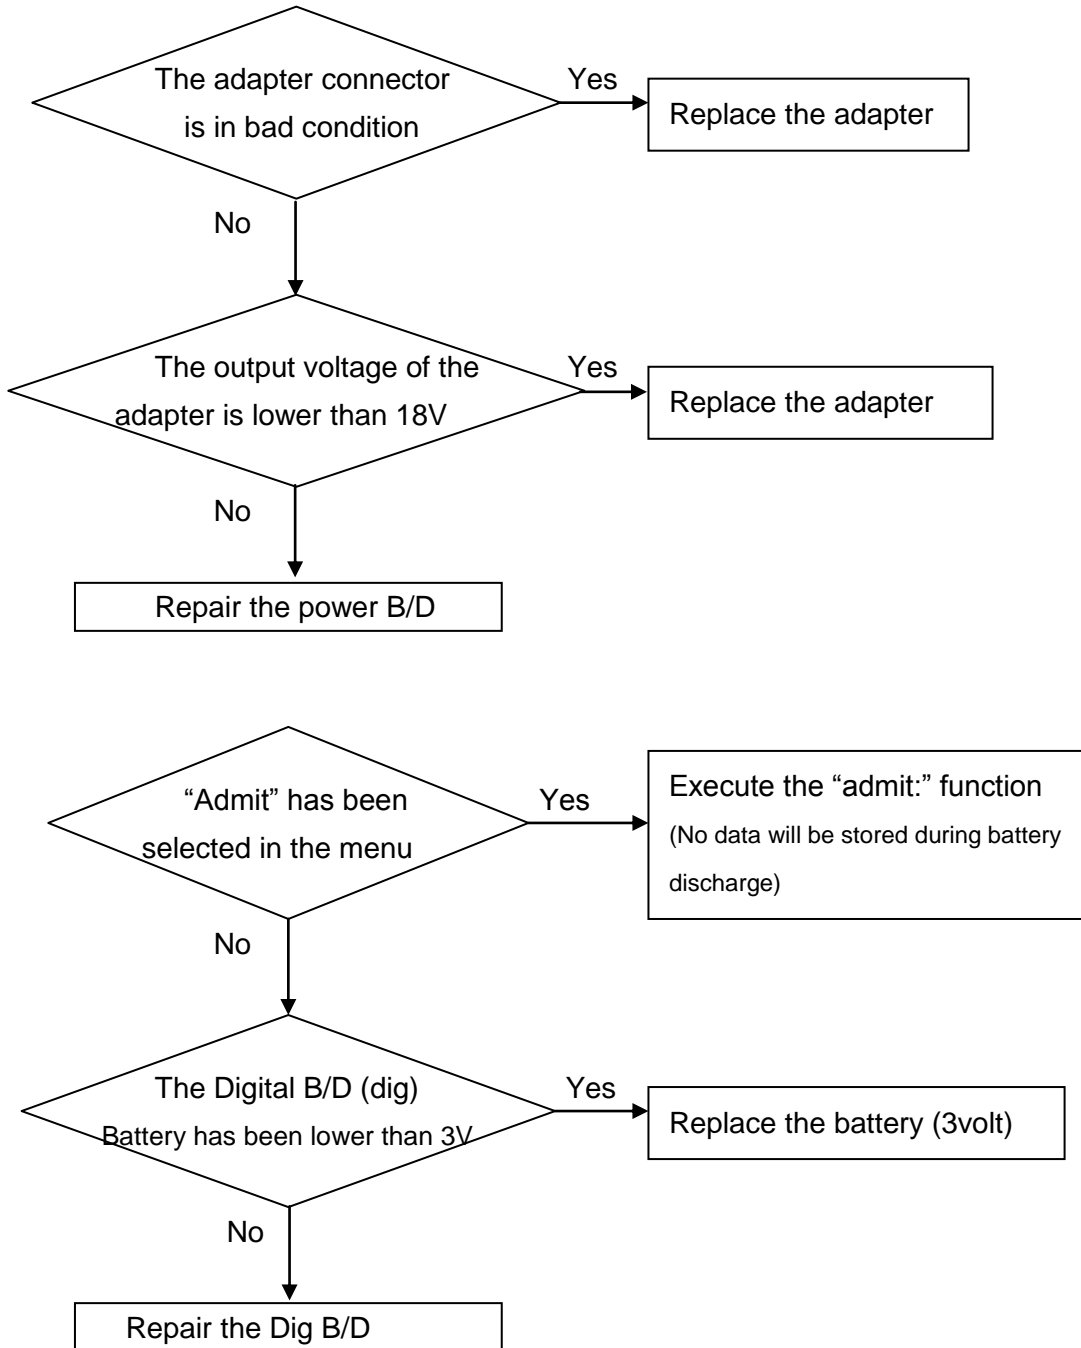 The adapter connector
is in bad condition
Yes
Replace the adapter
No
The output voltage of the
adapter is lower than 18V
Yes
Replace the adapter
No
Repair the power B/D
“Admit” has been
selected in the menu
Yes
Execute the “admit:” function
(No data will be stored during battery
discharge)
No
The Digital B/D (dig)
Battery has been lower than 3V
Yes
Replace the battery (3volt)
No
Repair the Dig B/D